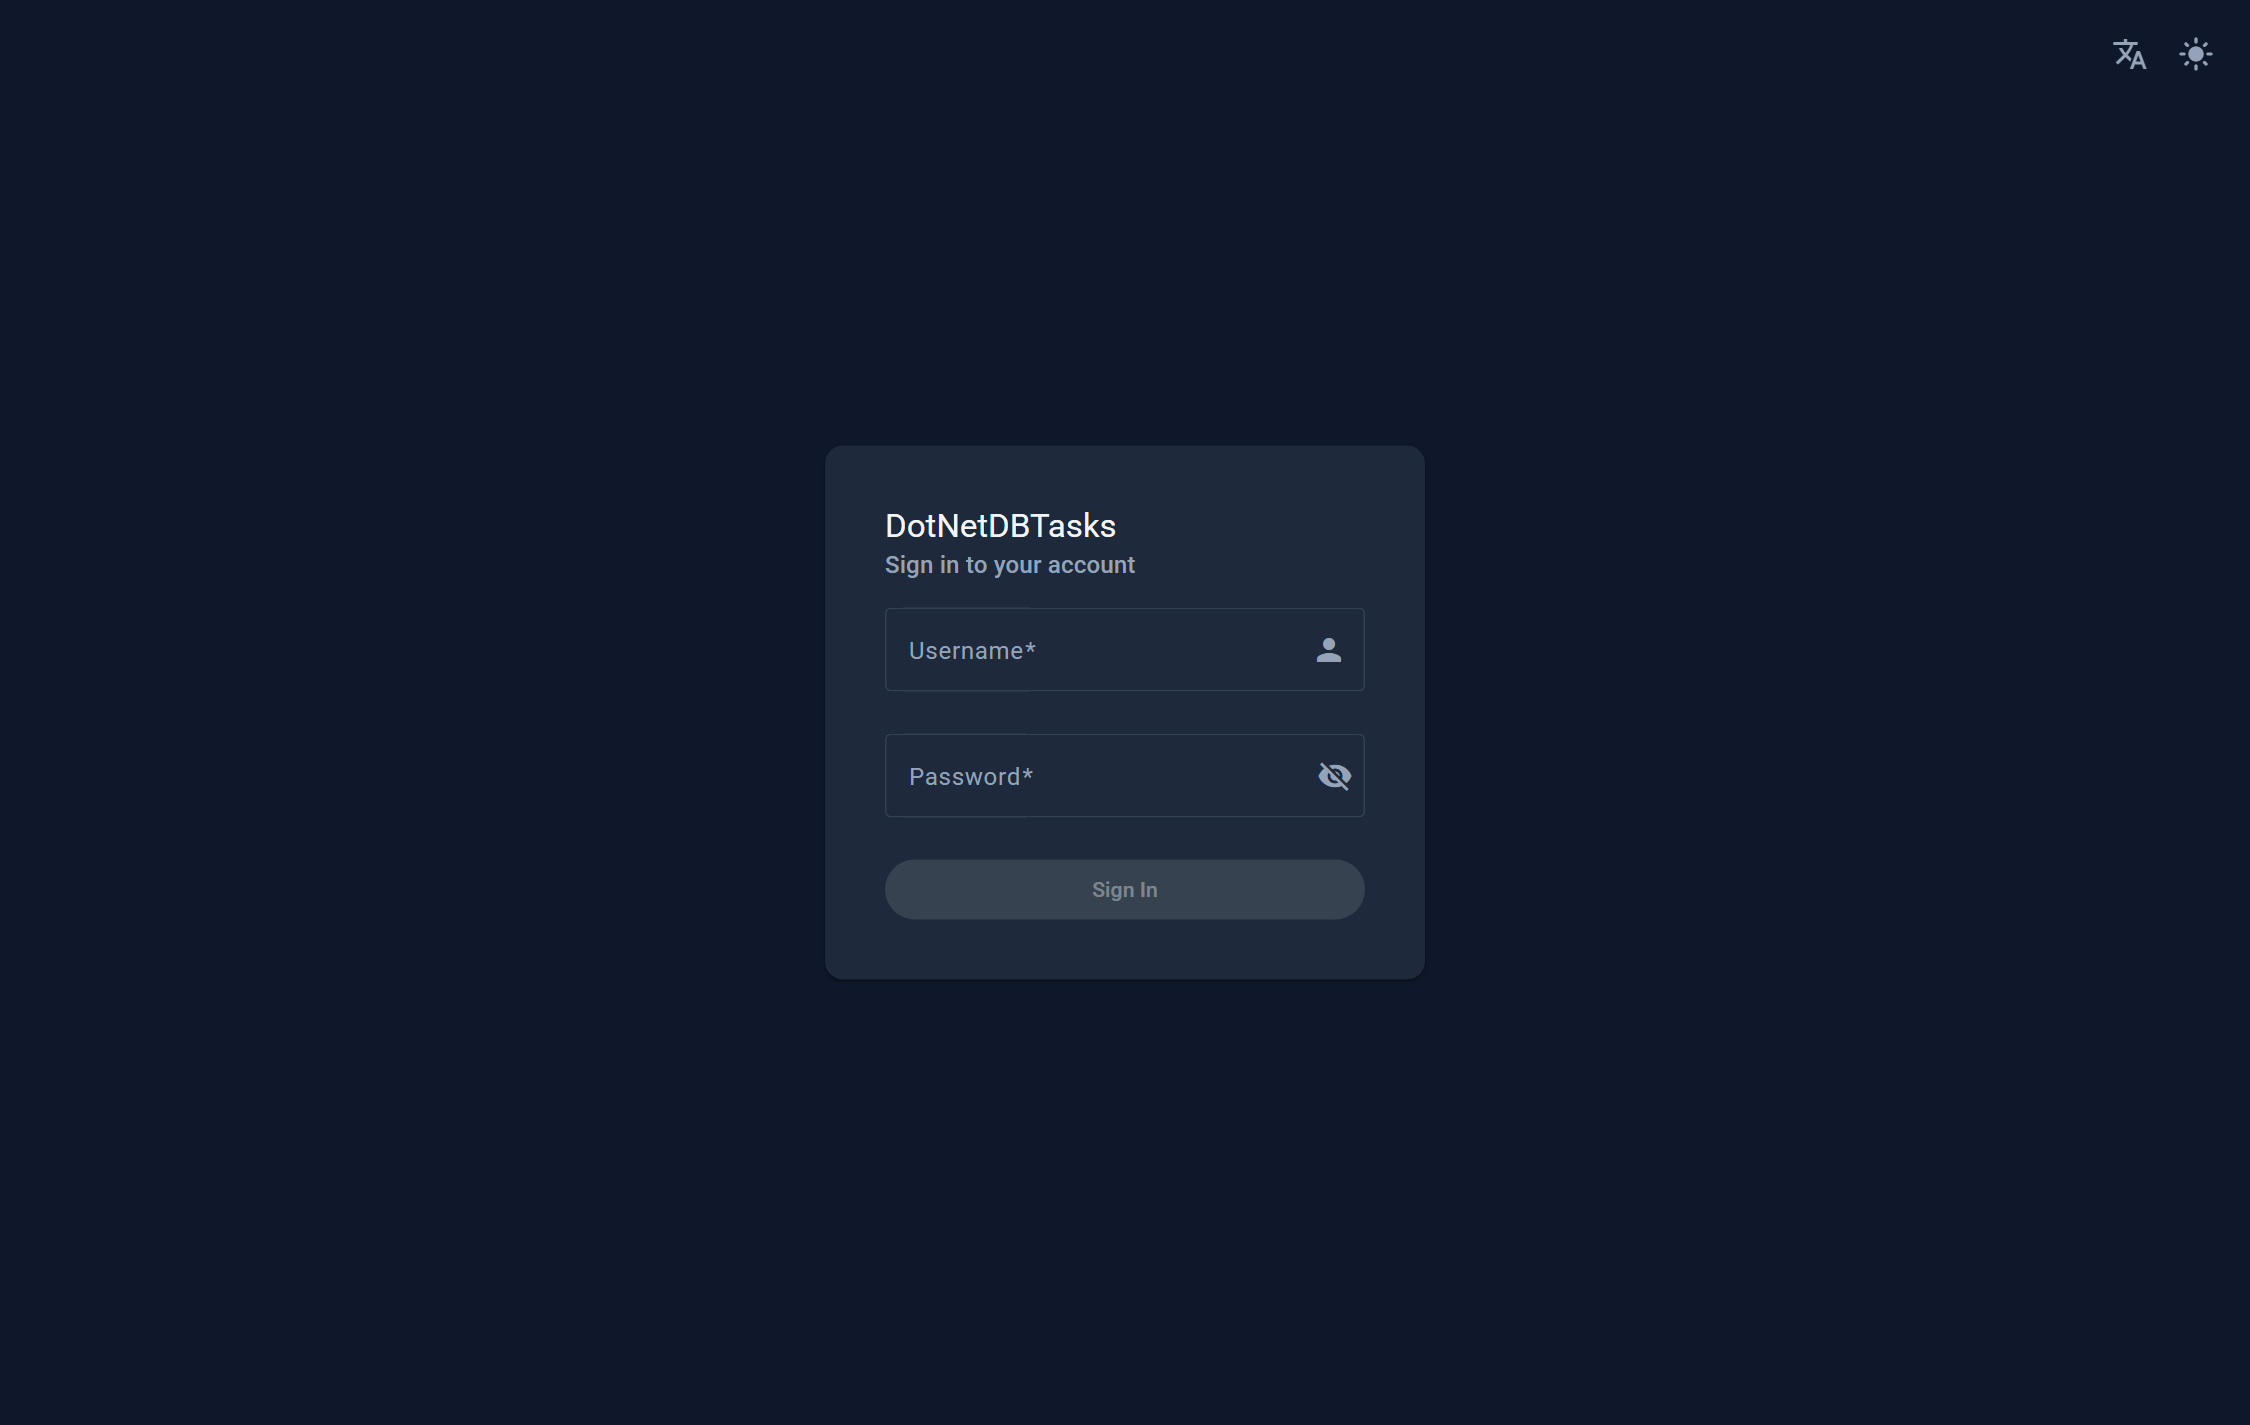 DotNetDBTasks
Sign in to your account
Username*
Password*
Sign In